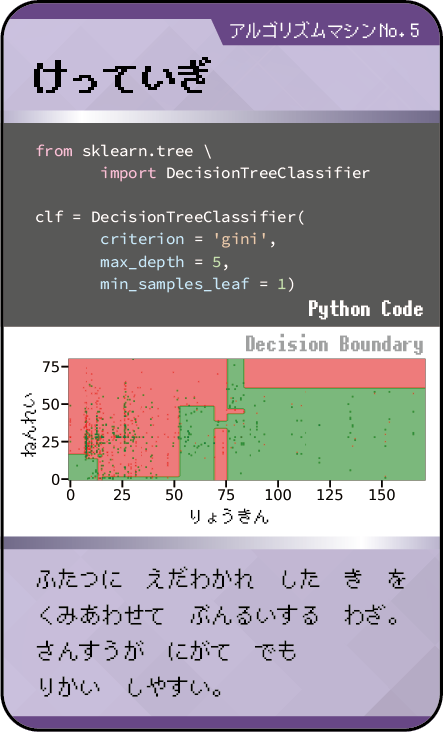 アルゴリズムマシンNo.5
けっていぎ
from sklearn.tree \
import DecisionTreeClassifier
clf = DecisionTreeClassifier(
criterion = 'gini',
max_depth = 5,
min_samples_leaf = 1)
Python Code
Decision Boundary
75
50
25
0
ねんれい
0 25 50 75 100 125 150
りょうきん
ふたつに えだわかれ した き を
くみあわせて ぶんるいする わざ。
さんすうが にがて でも
りかい しやすい。